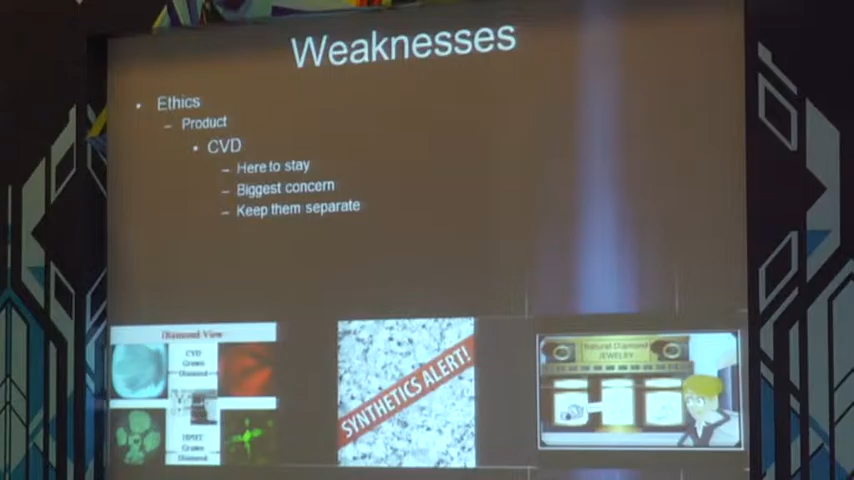 Weaknesses
• Ethics
– Product
• CVD
– Here to stay
– Biggest concern
– Keep them separate
Diamond View
CVD
Grown
Diamond
HPHT
Grown
Diamond
SYNTHETICS ALERT!
Natural Diamond
JEWELRY